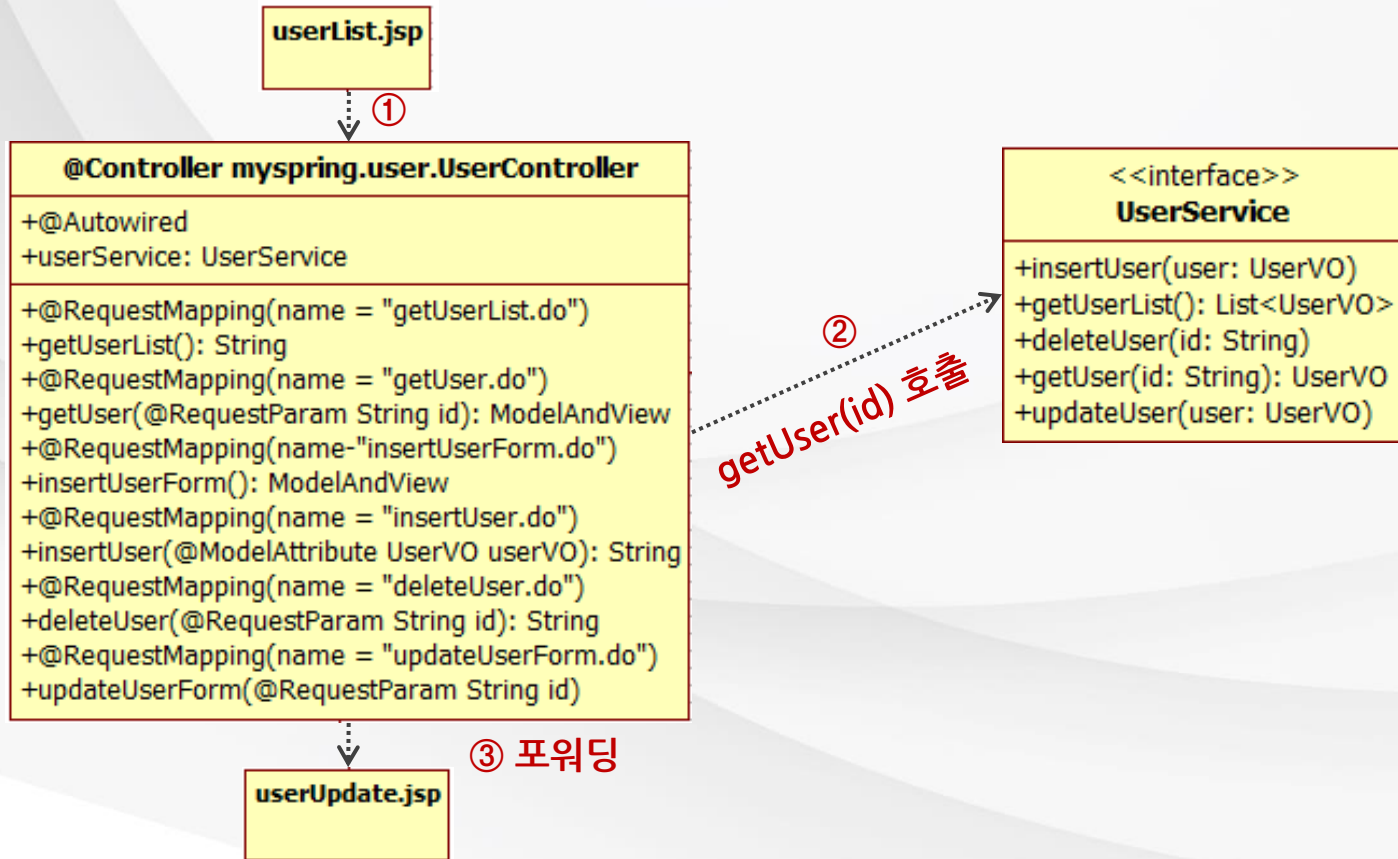 userList.jsp
①
@Controller myspring.user.UserController
+@Autowired
+userService: UserService
+@RequestMapping(name = "getUserList.do")
+getUserList(): String
+@RequestMapping(name = "getUser.do")
+getUser(@RequestParam String id): ModelAndView
+@RequestMapping(name-"insertUserForm.do")
+insertUserForm(): ModelAndView
+@RequestMapping(name = "insertUser.do")
+insertUser(@ModelAttribute UserVO userVO): String
+@RequestMapping(name = "deleteUser.do")
+deleteUser(@RequestParam String id): String
+@RequestMapping(name = "updateUserForm.do")
+updateUserForm(@RequestParam String id)
②
getUser(id) 호출
<<interface>>
UserService
+insertUser(user: UserVO)
+getUserList(): List<UserVO>
+deleteUser(id: String)
+getUser(id: String): UserVO
+updateUser(user: UserVO)
③ 포워딩
userUpdate.jsp